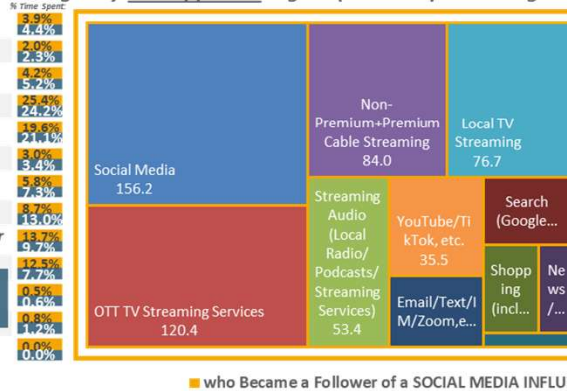 % Time Spent:
3.9%
4.4%
2.0%
2.3%
4.2%
5.2%
25.4%
24.2%
19.6%
21.1%
3.0%
3.4%
5.8%
7.3%
8.7%
13.0%
13.7%
9.7%
12.5%
7.7%
0.5%
0.6%
0.8%
1.2%
0.0%
0.0%
Social Media
156.2
OTT TV Streaming Services
120.4
Non-
Premium+Premium
Cable Streaming
84.0
Local TV
Streaming
76.7
Streaming
Audio
(Local
Radio/
Podcasts/
Streaming
Services)
53.4
YouTube/Ti
kTok, etc.
35.5
Email/Text/I
M/Zoom,e...
Search
(Google...
Shopp
ing
(incl...
Ne
ws
/...
who Became a Follower of a SOCIAL MEDIA INFLU